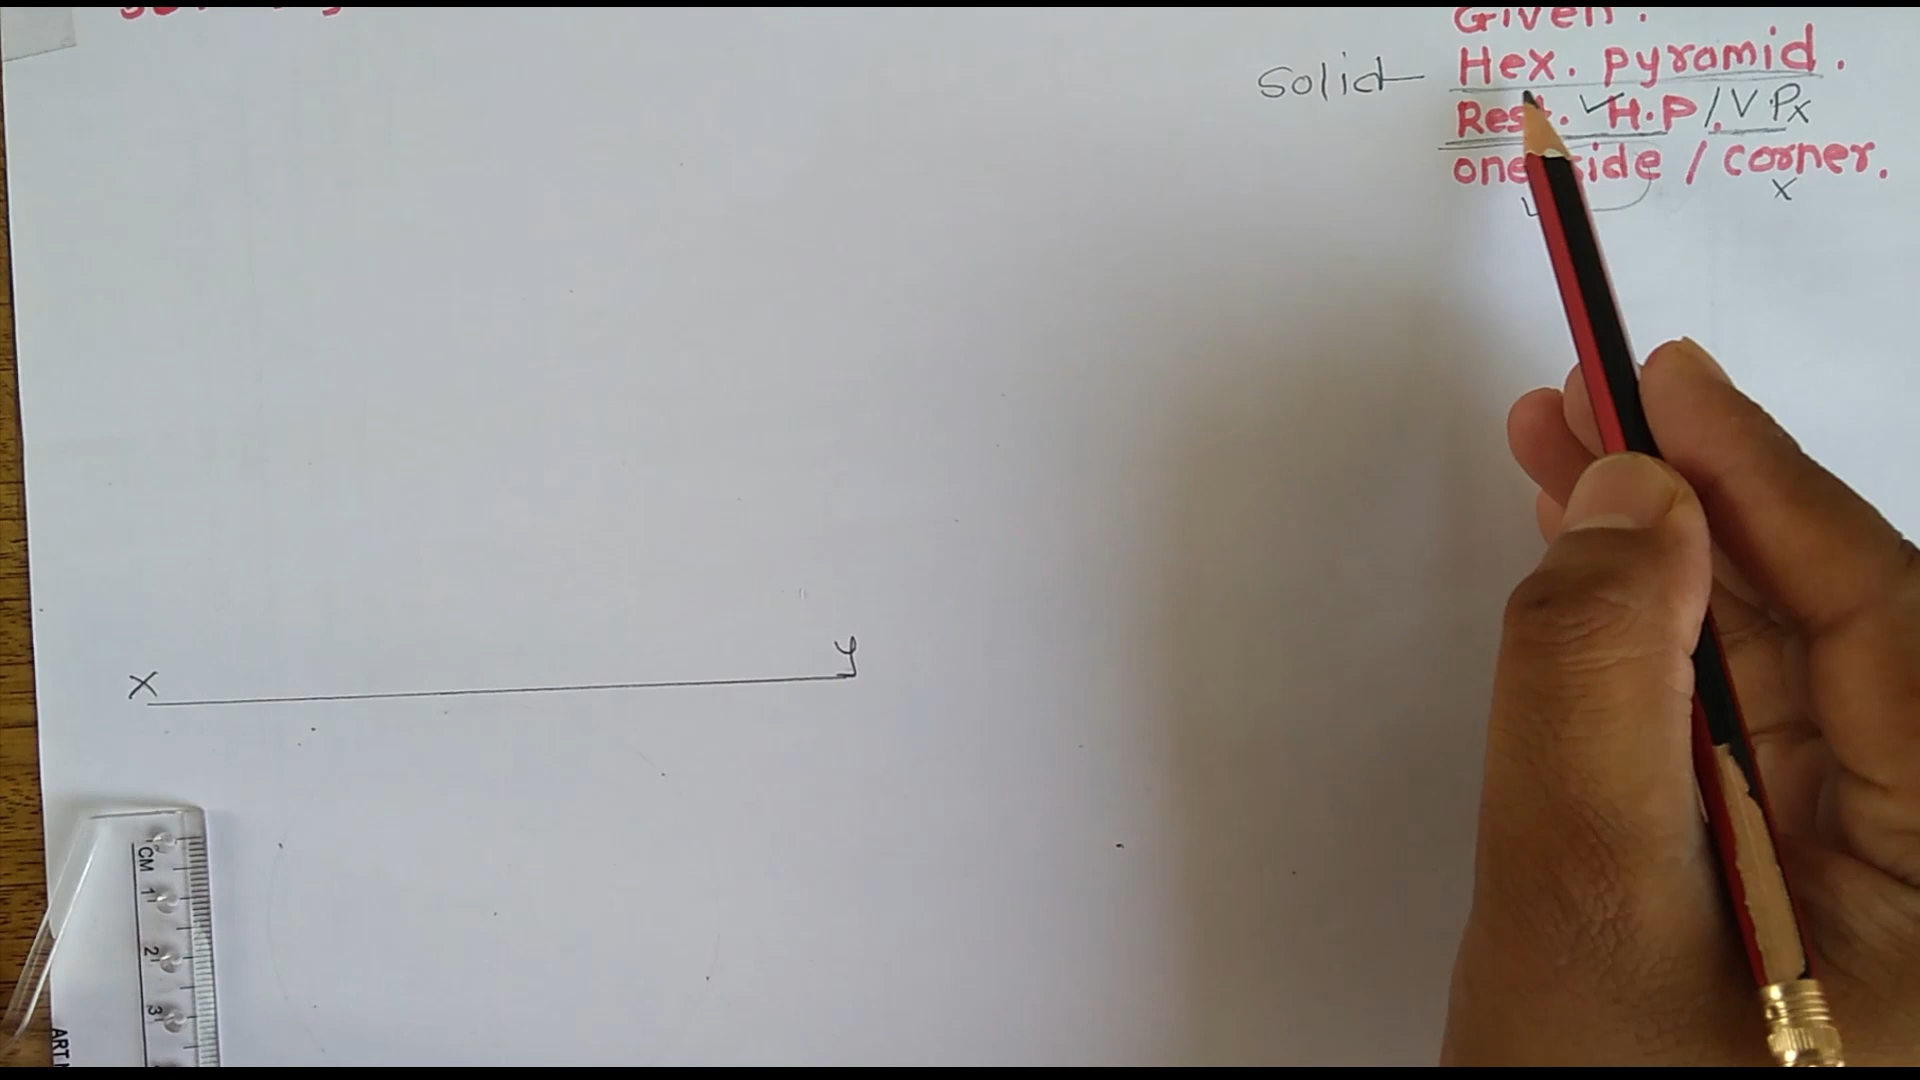 Given.
Solid Hex. pyramid.
Rest. H.P / V P x
one side / corner.
x
X
y
CM
1
2
3